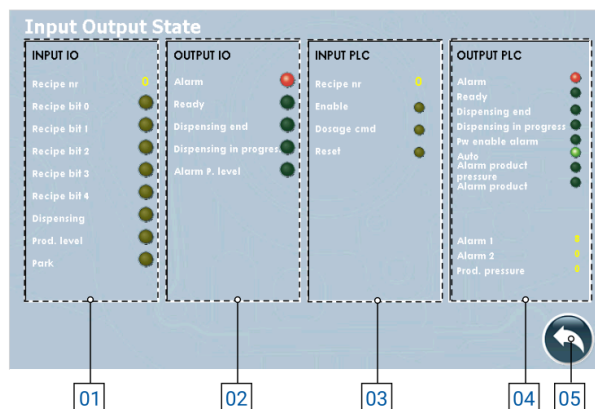 Input Output State
INPUT IO
Recipe nr 0
Recipe bit 0
Recipe bit 1
Recipe bit 2
Recipe bit 3
Recipe bit 4
Dispensing
Prod. level
Park
OUTPUT IO
Alarm
Ready
Dispensing end
Dispensing in progress
Alarm P. level
INPUT PLC
Recipe nr 0
Enable
Dosage cmd
Reset
OUTPUT PLC
Alarm
Ready
Dispensing end
Dispensing in progress
Pw enable alarm
Auto
Alarm product
pressure
Alarm product
Alarm 1 0
Alarm 2 0
Prod. pressure 0
01 02 03 04 05